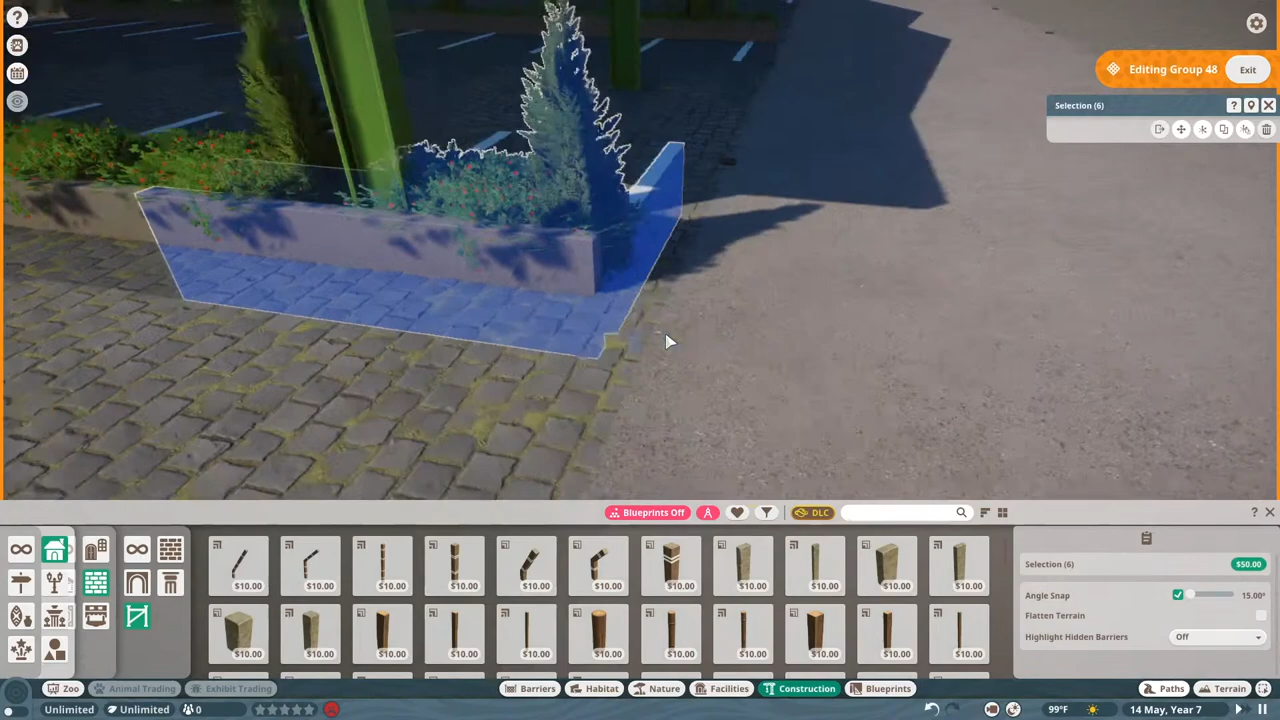 Editing Group 48
Exit
Selection (6)
Blueprints Off
DLC
$10.00 $10.00 $10.00 $10.00 $10.00 $10.00 $10.00 $10.00 $10.00 $10.00 $10.00
$10.00 $10.00 $10.00 $10.00 $10.00 $10.00 $10.00 $10.00 $10.00 $10.00 $10.00
Selection (6) $50.00
Angle Snap 15.00°
Flatten Terrain
Highlight Hidden Barriers Off
Zoo Animal Trading Exhibit Trading Barriers Habitat Nature Facilities Construction Blueprints Paths Terrain
Unlimited Unlimited 0 99°F 14 May, Year 7